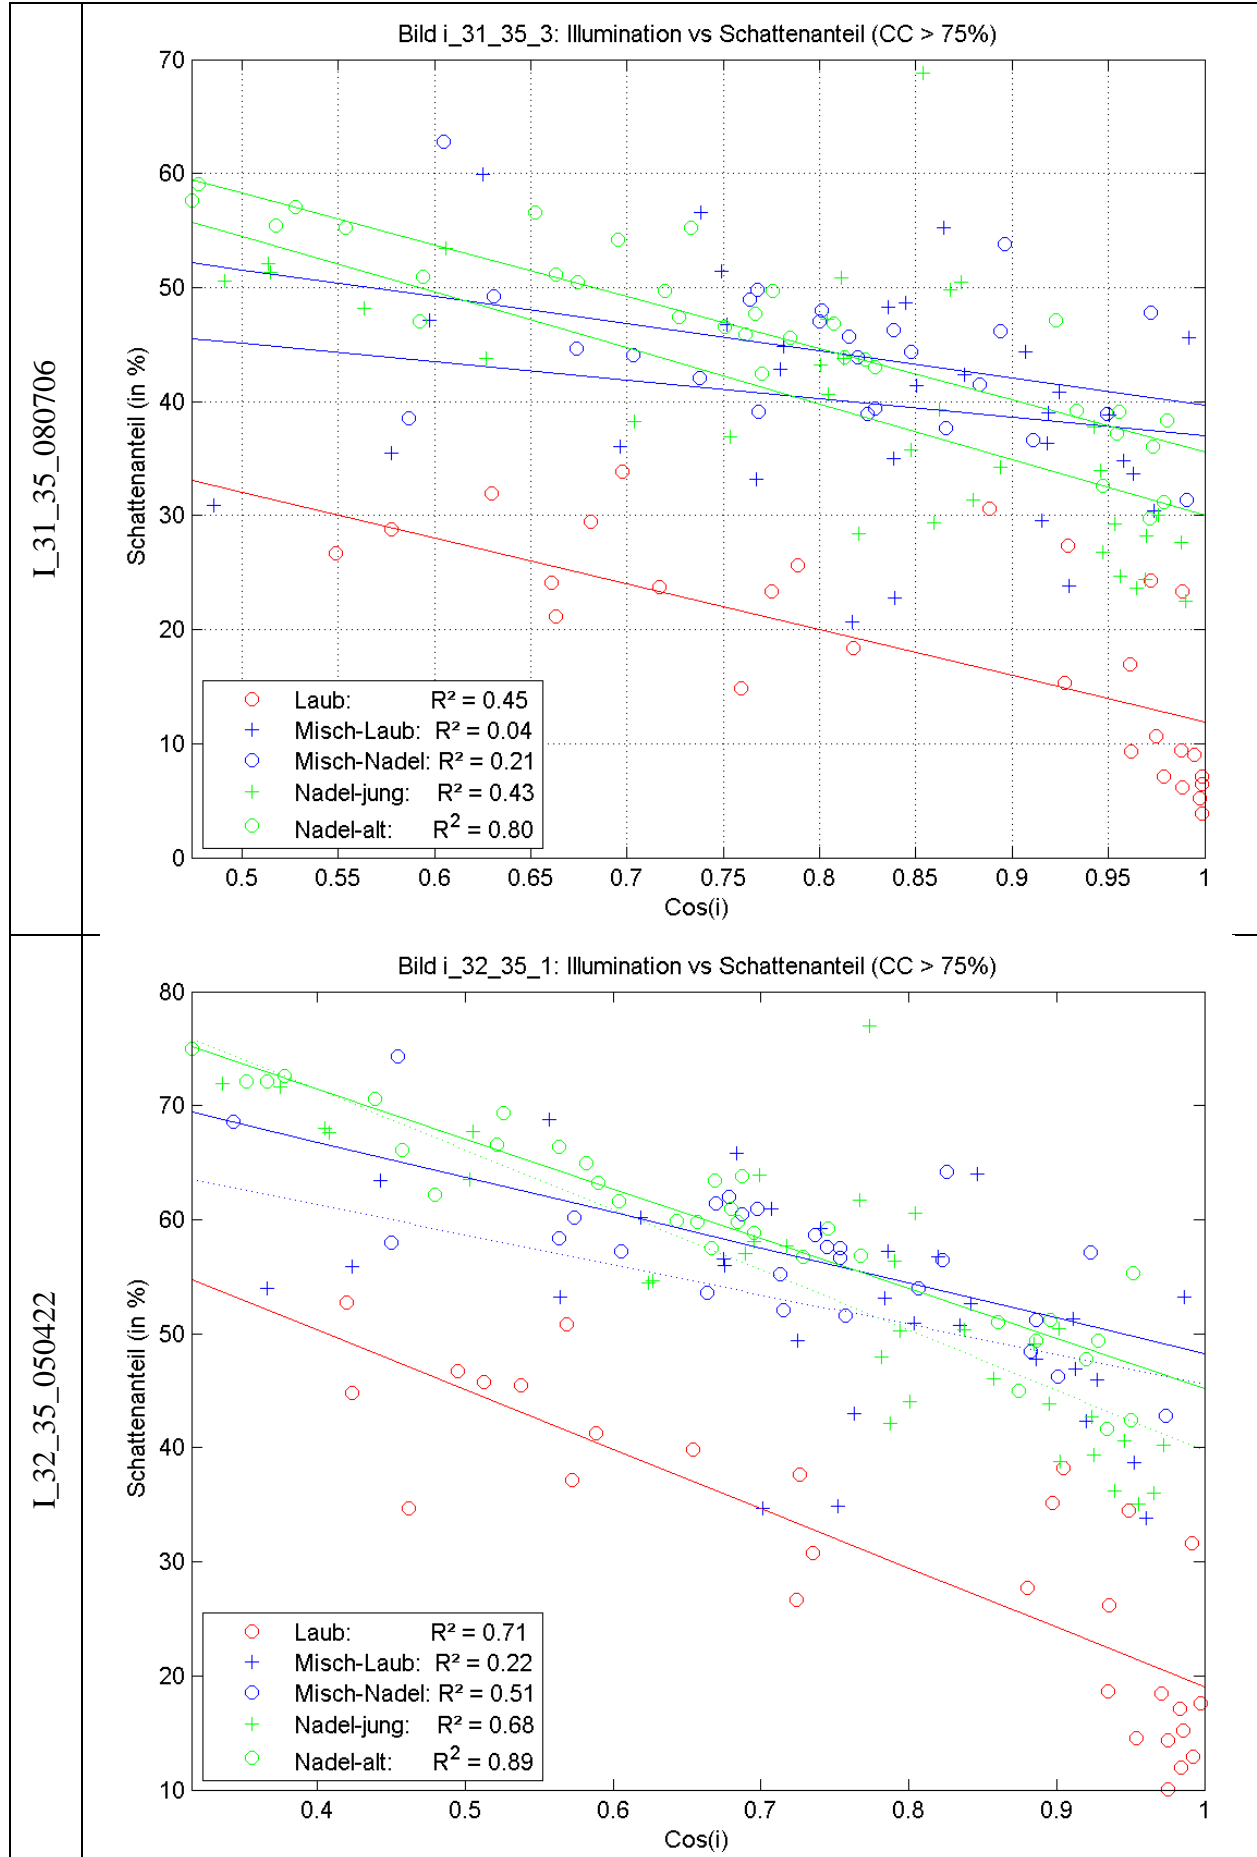 I_31_35_080706
Bild i_31_35_3: Illumination vs Schattenanteil (CC > 75%)
Schattenanteil (in %)
70
60
50
40
30
20
10
0
Laub: R² = 0.45
Misch-Laub: R² = 0.04
Misch-Nadel: R² = 0.21
Nadel-jung: R² = 0.43
Nadel-alt: R² = 0.80
0.5 0.55 0.6 0.65 0.7 0.75 0.8 0.85 0.9 0.95 1
Cos(i)
I_32_35_050422
Bild i_32_35_1: Illumination vs Schattenanteil (CC > 75%)
Schattenanteil (in %)
80
70
60
50
40
30
20
10
Laub: R² = 0.71
Misch-Laub: R² = 0.22
Misch-Nadel: R² = 0.51
Nadel-jung: R² = 0.68
Nadel-alt: R² = 0.89
0.4 0.5 0.6 0.7 0.8 0.9 1
Cos(i)